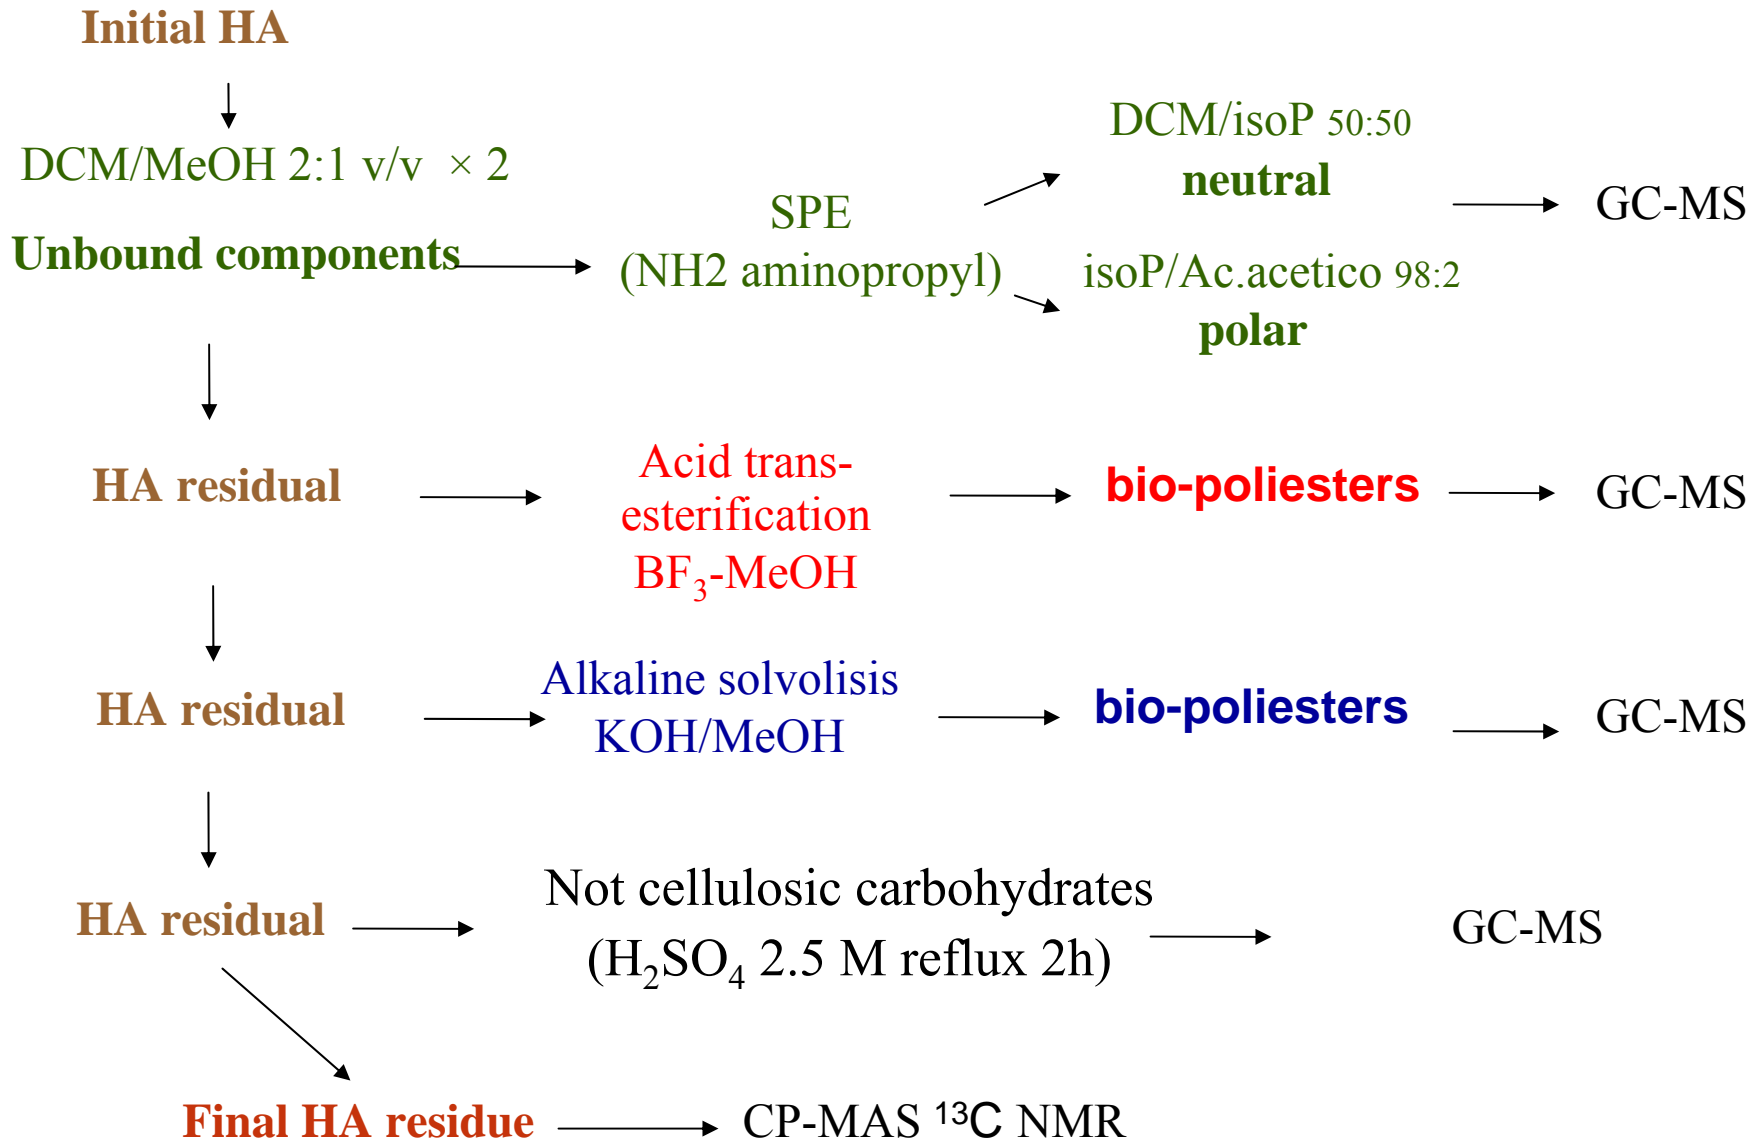 Initial HA
DCM/MeOH 2:1 v/v × 2
Unbound components
SPE
(NH2 aminopropyl)
DCM/isoP 50:50
neutral
isoP/Ac.acetico 98:2
polar
GC-MS
HA residual
Acid trans-
esterification
BF₃-MeOH
bio-poliesters
GC-MS
HA residual
Alkaline solvolisis
KOH/MeOH
bio-poliesters
GC-MS
HA residual
Not cellulosic carbohydrates
(H₂SO₄ 2.5 M reflux 2h)
GC-MS
Final HA residue
CP-MAS ¹³C NMR